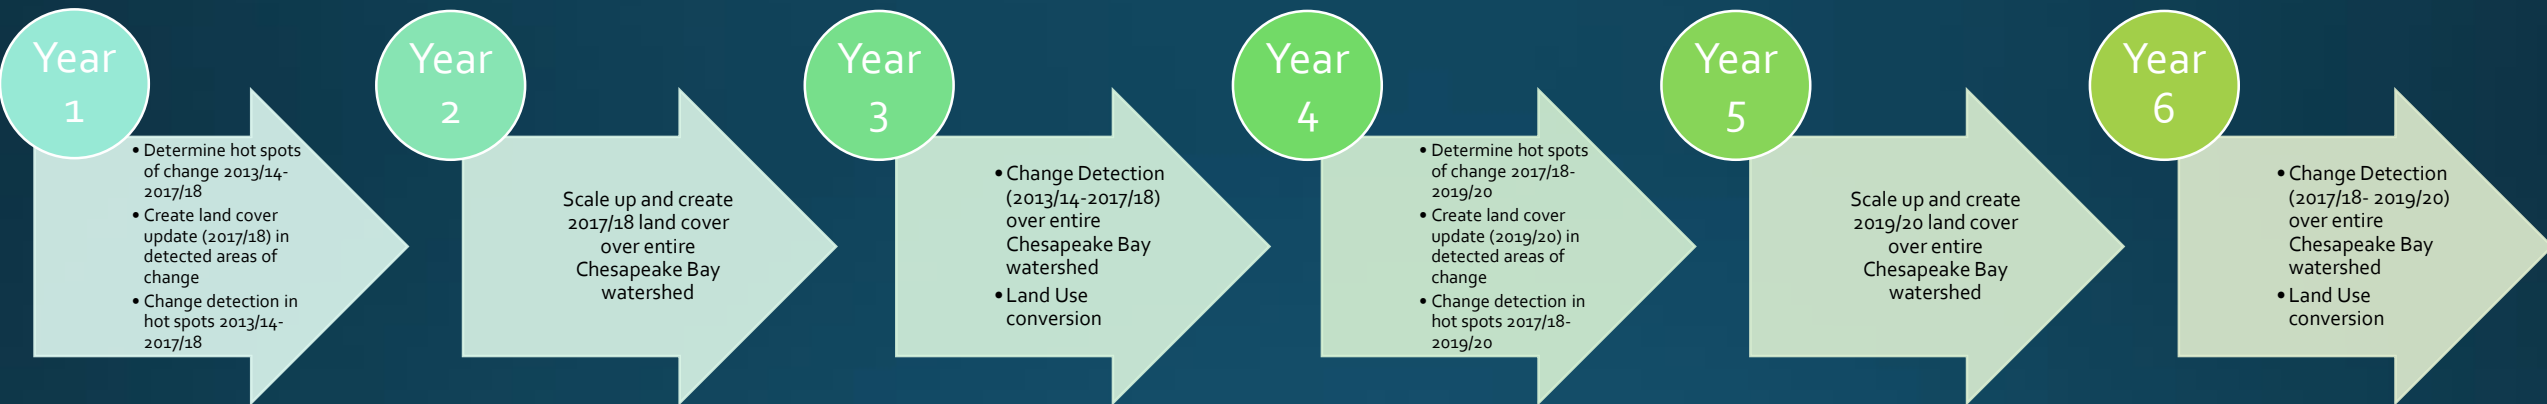 Year
1
• Determine hot spots
of change 2013/14-
2017/18
• Create land cover
update (2017/18) in
detected areas of
change
• Change detection in
hot spots 2013/14-
2017/18
Year
2
Scale up and create
2017/18 land cover
over entire
Chesapeake Bay
watershed
Year
3
• Change Detection
(2013/14-2017/18)
over entire
Chesapeake Bay
watershed
• Land Use
conversion
Year
4
• Determine hot spots
of change 2017/18-
2019/20
• Create land cover
update (2019/20) in
detected areas of
change
• Change detection in
hot spots 2017/18-
2019/20
Year
5
Scale up and create
2019/20 land cover
over entire
Chesapeake Bay
watershed
Year
6
• Change Detection
(2017/18- 2019/20)
over entire
Chesapeake Bay
watershed
• Land Use
conversion